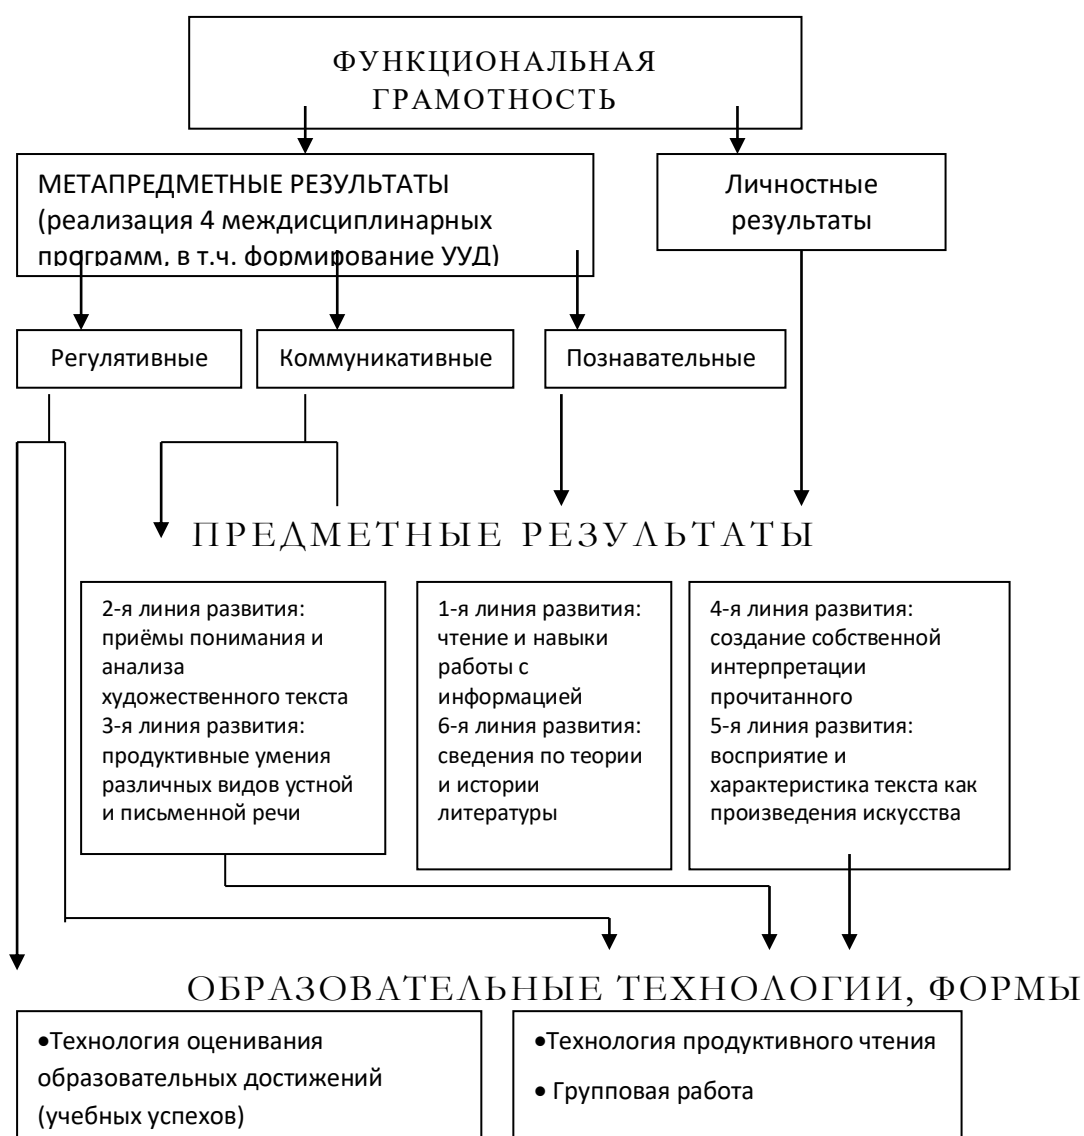 ФУНКЦИОНАЛЬНАЯ
ГРАМОТНОСТЬ
МЕТАПРЕДМЕТНЫЕ РЕЗУЛЬТАТЫ
(реализация 4 междисциплинарных
программ, в т.ч. формирование УУД)
Личностные
результаты
Регулятивные
Коммуникативные
Познавательные
ПРЕДМЕТНЫЕ РЕЗУЛЬТАТЫ
2-я линия развития:
приёмы понимания и
анализа
художественного текста
3-я линия развития:
продуктивные умения
различных видов устной
и письменной речи
1-я линия развития:
чтение и навыки
работы с
информацией
6-я линия развития:
сведения по теории
и истории
литературы
4-я линия развития:
создание собственной
интерпретации
прочитанного
5-я линия развития:
восприятие и
характеристика текста как
произведения искусства
ОБРАЗОВАТЕЛЬНЫЕ ТЕХНОЛОГИИ, ФОРМЫ
•Технология оценивания
образовательных достижений
(учебных успехов)
•Технология продуктивного чтения
• Групповая работа